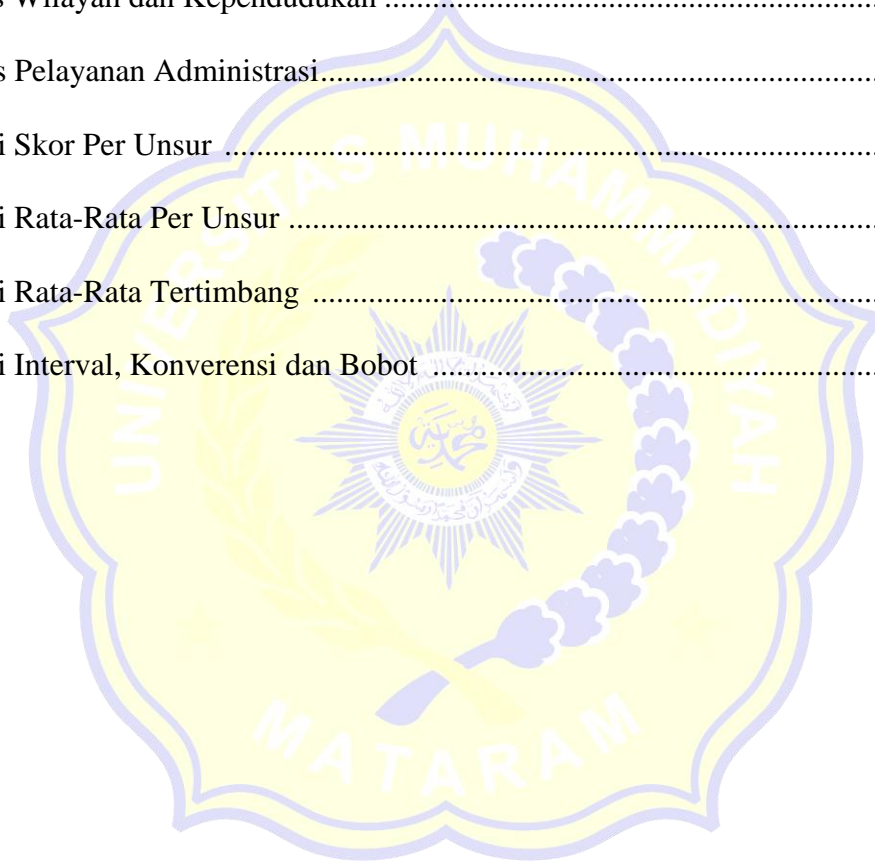 s Wilayah dan Kependudukan ......................................................................
s Pelayanan Administrasi..............................................................................
i Skor Per Unsur ..........................................................................................
i Rata-Rata Per Unsur ..................................................................................
i Rata-Rata Tertimbang ...............................................................................
i Interval, Konverensi dan Bobot ................................................................
UNIVERSITAS MUHAMMADIYAH
MATARAM